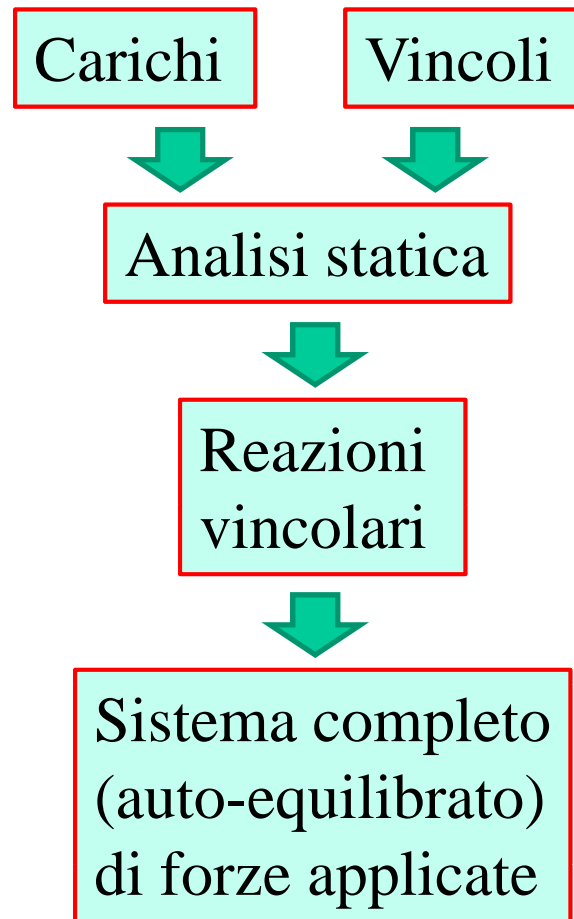 Carichi
Vincoli
Analisi statica
Reazioni
vincolari
Sistema completo
(auto-equilibrato)
di forze applicate